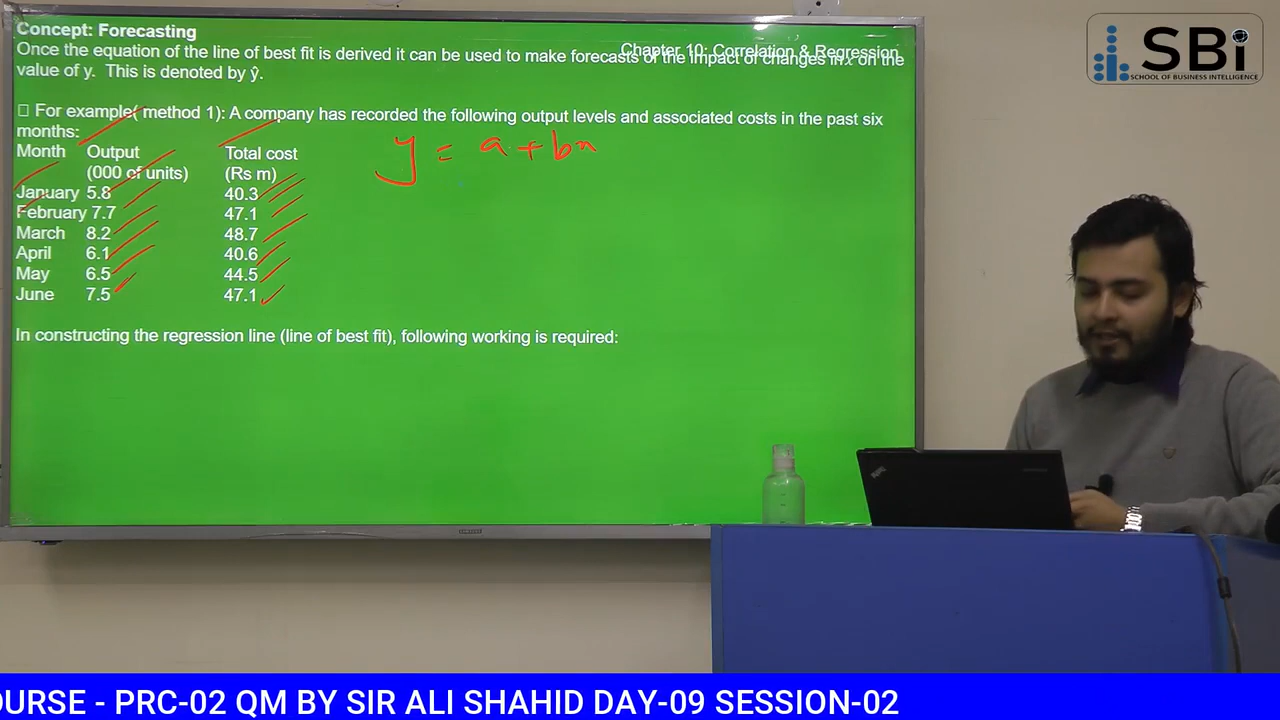 Concept: Forecasting
Once the equation of the line of best fit is derived it can be used to make forecasts of the impact of changes in x on the
Chapter 10: Correlation & Regression
value of y. This is denoted by ŷ.
For example( method 1): A company has recorded the following output levels and associated costs in the past six
months:
Month Output Total cost
(000 of units) (Rs m)
January 5.8 40.3
February 7.7 47.1
March 8.2 48.7
April 6.1 40.6
May 6.5 44.5
June 7.5 47.1
y = a + bx
In constructing the regression line (line of best fit), following working is required:
SBi
SCHOOL OF BUSINESS INTELLIGENCE
OURSE - PRC-02 QM BY SIR ALI SHAHID DAY-09 SESSION-02